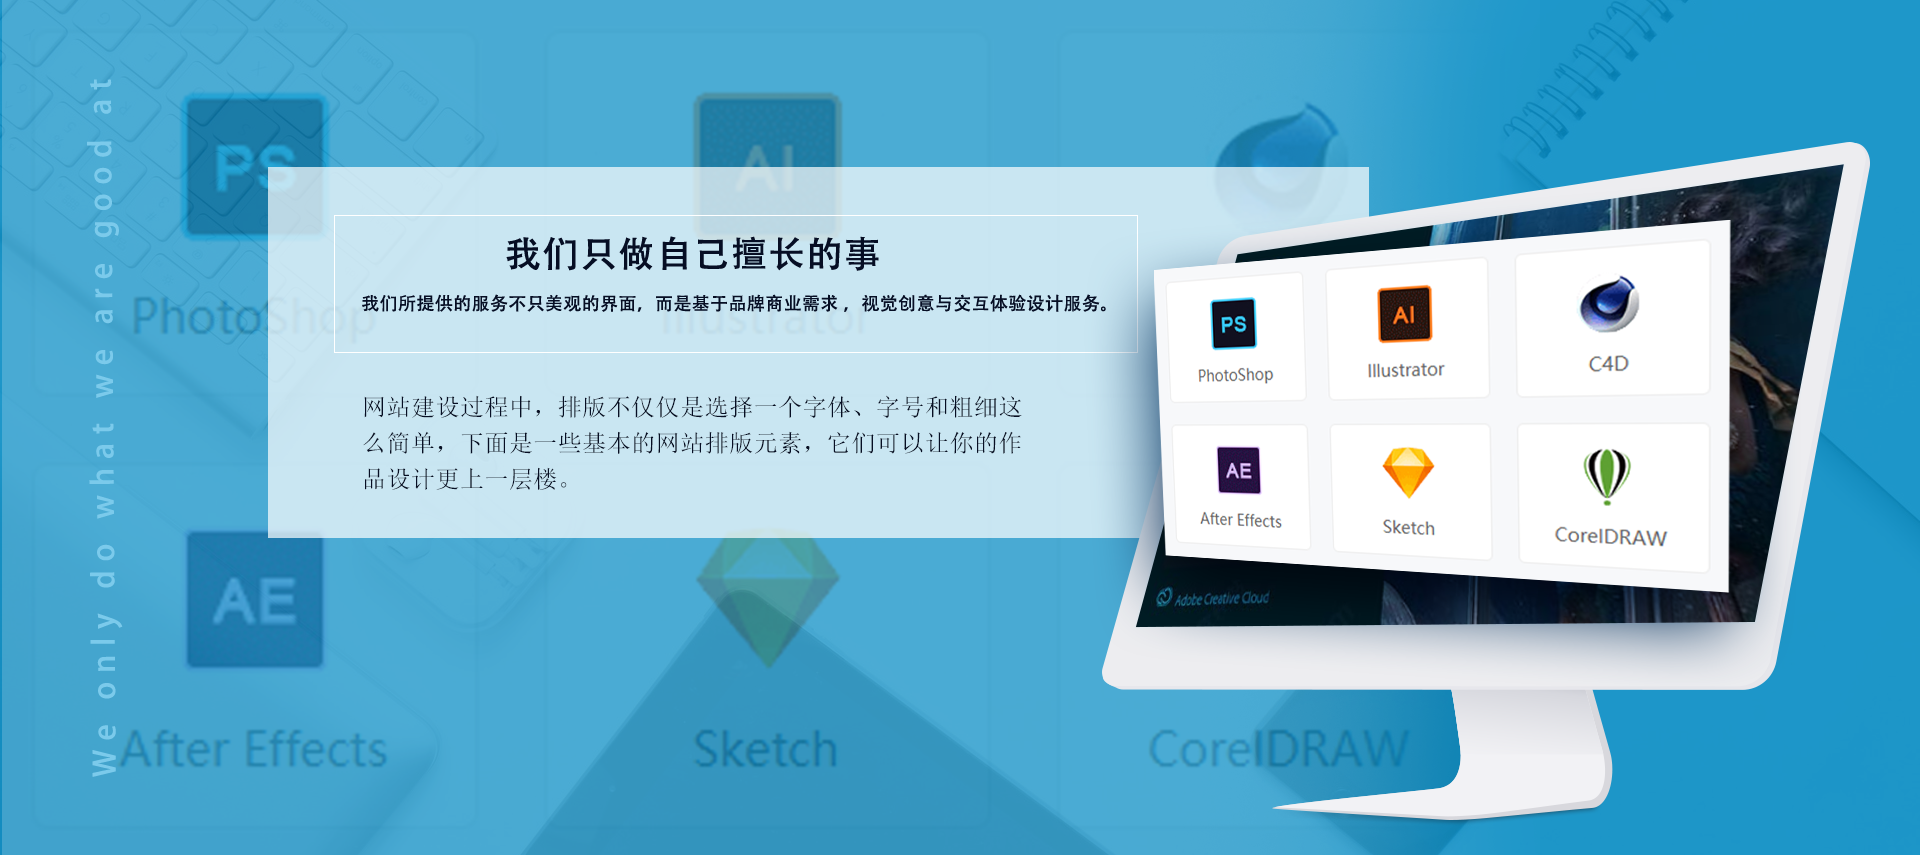 We only do what we are good at
PS
PhotoShop
AI
Illustrator
AE
After Effects
Sketch
CorelDRAW
我们只做自己擅长的事
我们所提供的服务不只美观的界面，而是基于品牌商业需求，视觉创意与交互体验设计服务。
网站建设过程中，排版不仅仅是选择一个字体、字号和粗细这
么简单，下面是一些基本的网站排版元素，它们可以让你的作
品设计更上一层楼。
PS
PhotoShop
AI
Illustrator
C4D
AE
After Effects
Sketch
CorelDRAW
Adobe Creative Cloud